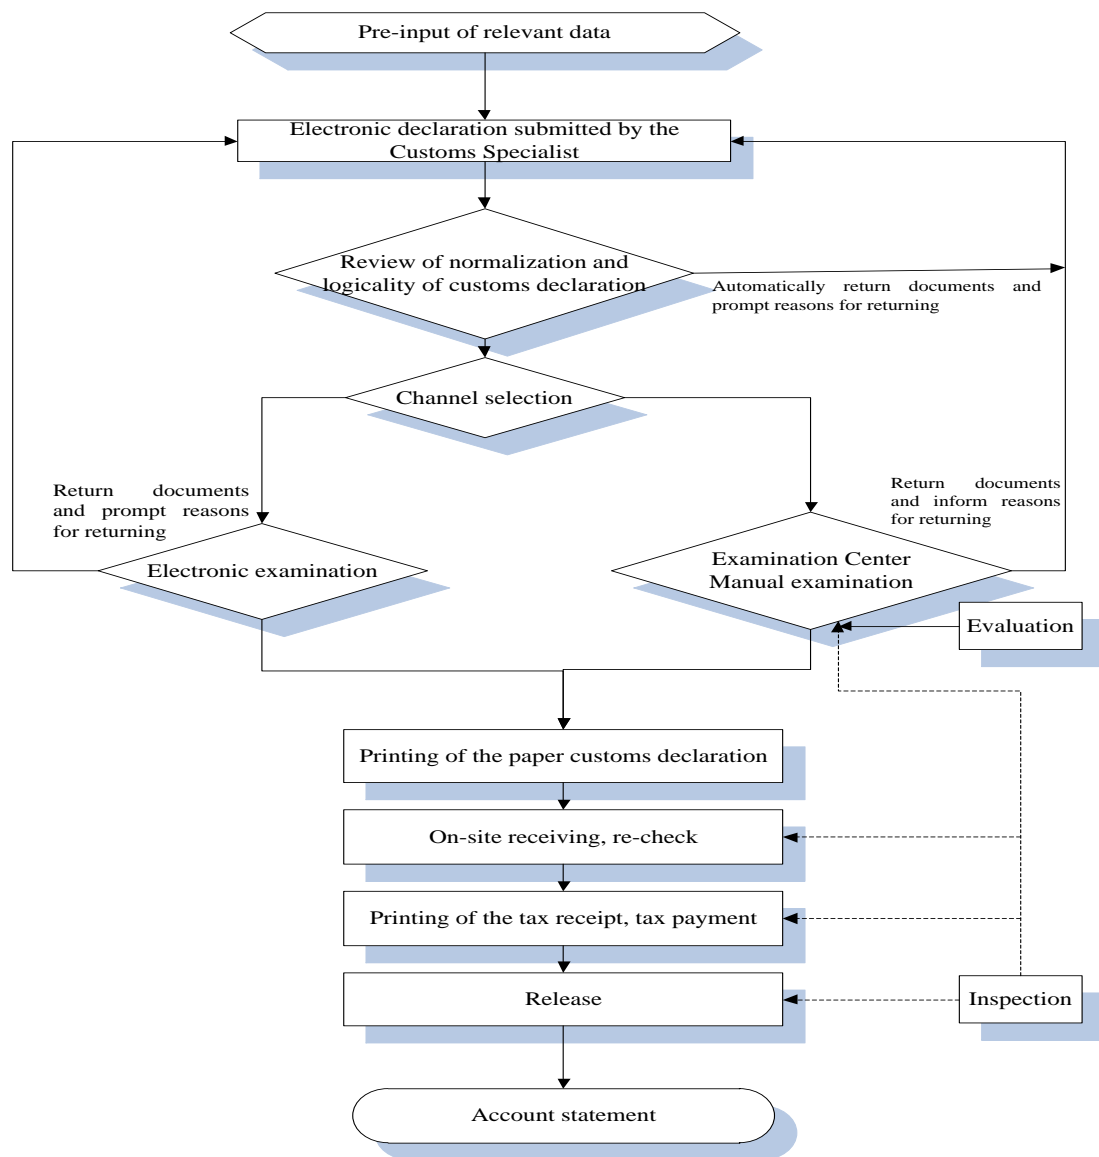 Pre-input of relevant data
Electronic declaration submitted by the
Customs Specialist
Review of normalization and
logicality of customs declaration
Automatically return documents and
prompt reasons for returning
Channel selection
Return documents
and prompt reasons
for returning
Return documents
and inform reasons
for returning
Electronic examination
Examination Center
Manual examination
Evaluation
Printing of the paper customs declaration
On-site receiving, re-check
Printing of the tax receipt, tax payment
Release
Inspection
Account statement